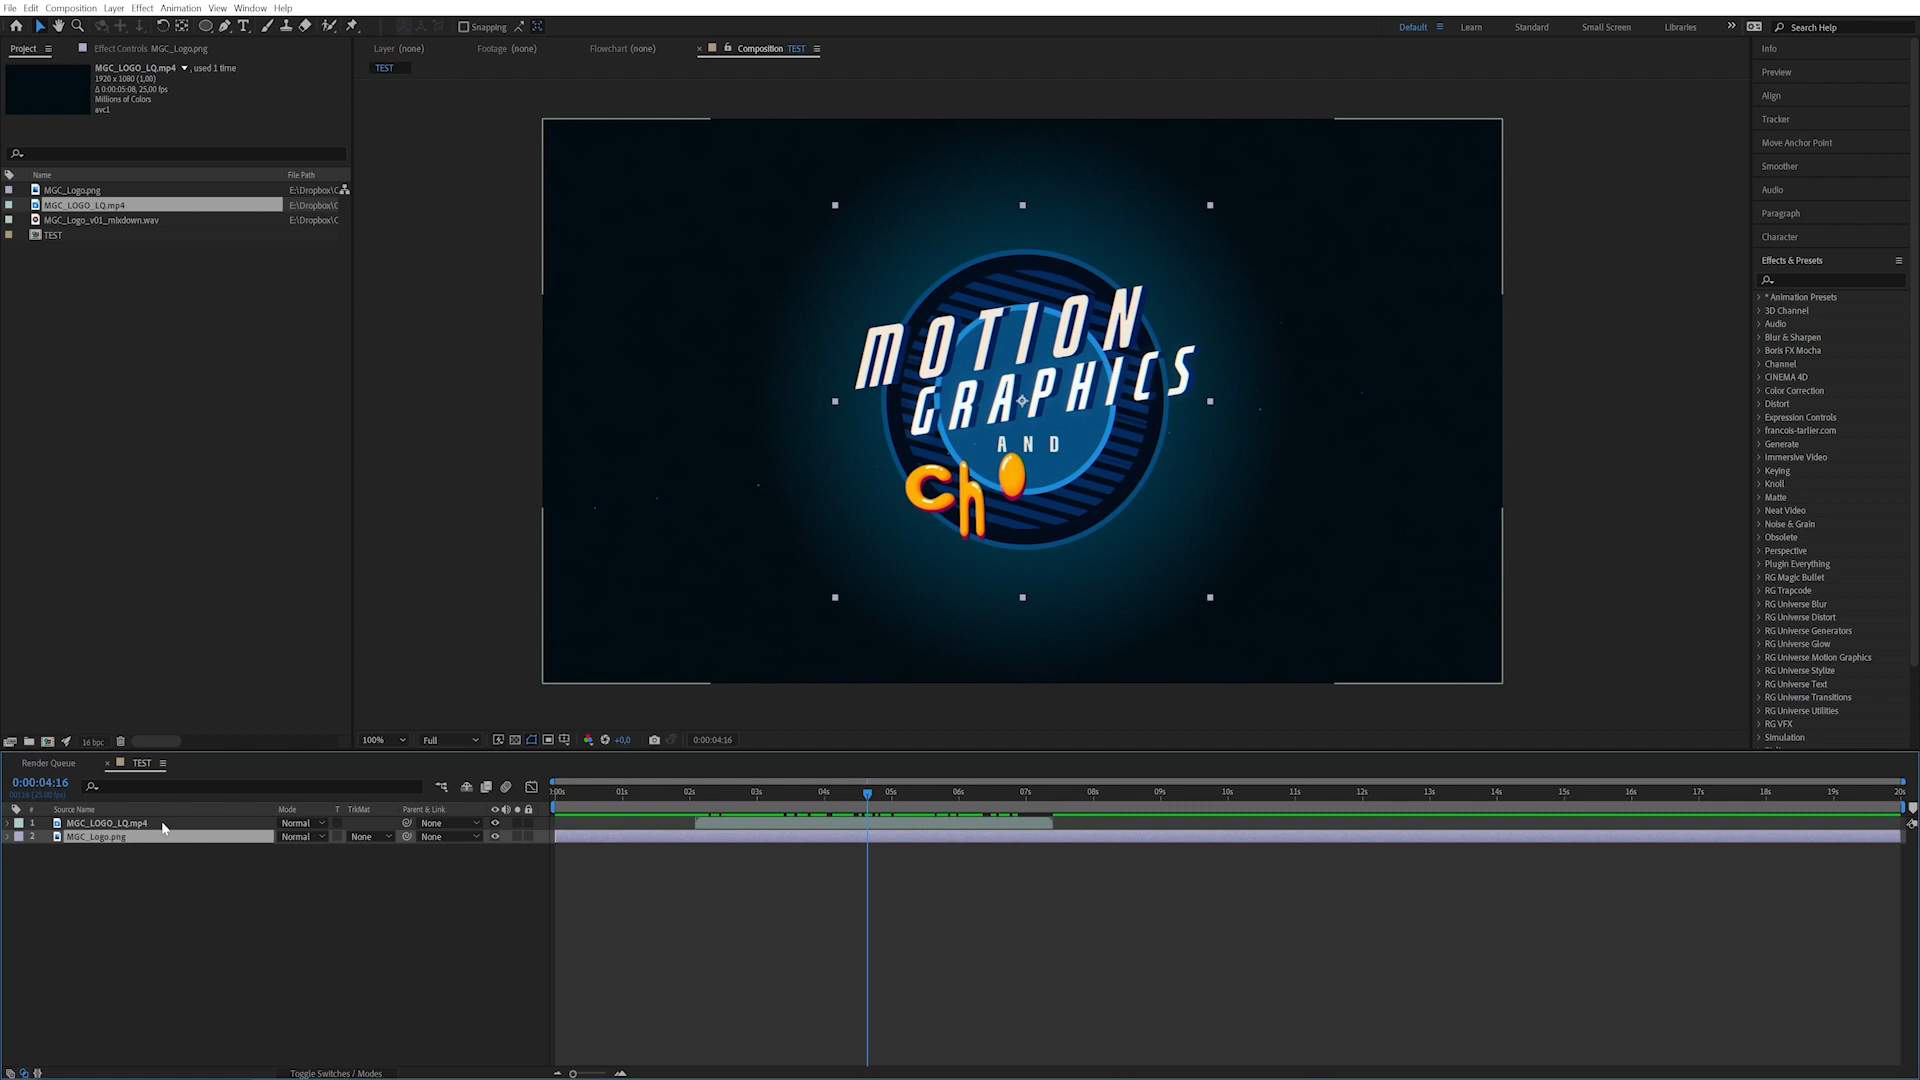 File Edit Composition Layer Effect Animation View Window Help
Snapping
Default Learn Standard Small Screen Libraries Search Help
Project Effect Controls MGC_Logo.png
MGC_LOGO_LQ.mp4 , used 1 time
1920 x 1080 (1,00)
Δ 0:00:05:08, 25,00 fps
Millions of Colors
avc1
Name File Path
MGC_Logo.png E:\Dropbox\C
MGC_LOGO_LQ.mp4 E:\Dropbox\C
MGC_Logo_v01_mixdown.wav E:\Dropbox\C
TEST
16 bpc
Layer (none) Footage (none) Flowchart (none) Composition TEST
TEST
MOTION
GRAPHICS
AND
ch
100% Full +0,0 0:00:04:16
Info
Preview
Align
Tracker
Move Anchor Point
Smoother
Audio
Paragraph
Character
Effects & Presets
* Animation Presets
3D Channel
Audio
Blur & Sharpen
Boris FX Mocha
Channel
CINEMA 4D
Color Correction
Distort
Expression Controls
francois-tarlier.com
Generate
Immersive Video
Keying
Knoll
Matte
Neat Video
Noise & Grain
Obsolete
Perspective
Plugin Everything
RG Magic Bullet
RG Trapcode
RG Universe Blur
RG Universe Distort
RG Universe Generators
RG Universe Glow
RG Universe Motion Graphics
RG Universe Stylize
RG Universe Text
RG Universe Transitions
RG Universe Utilities
RG VFX
Simulation
Render Queue TEST
0:00:04:16
00116 (25.00 fps)
# Source Name Mode T TrkMat Parent & Link
1 MGC_LOGO_LQ.mp4 Normal None
2 MGC_Logo.png Normal None None
:00s 01s 02s 03s 04s 05s 06s 07s 08s 09s 10s 11s 12s 13s 14s 15s 16s 17s 18s 19s 20s
Toggle Switches / Modes